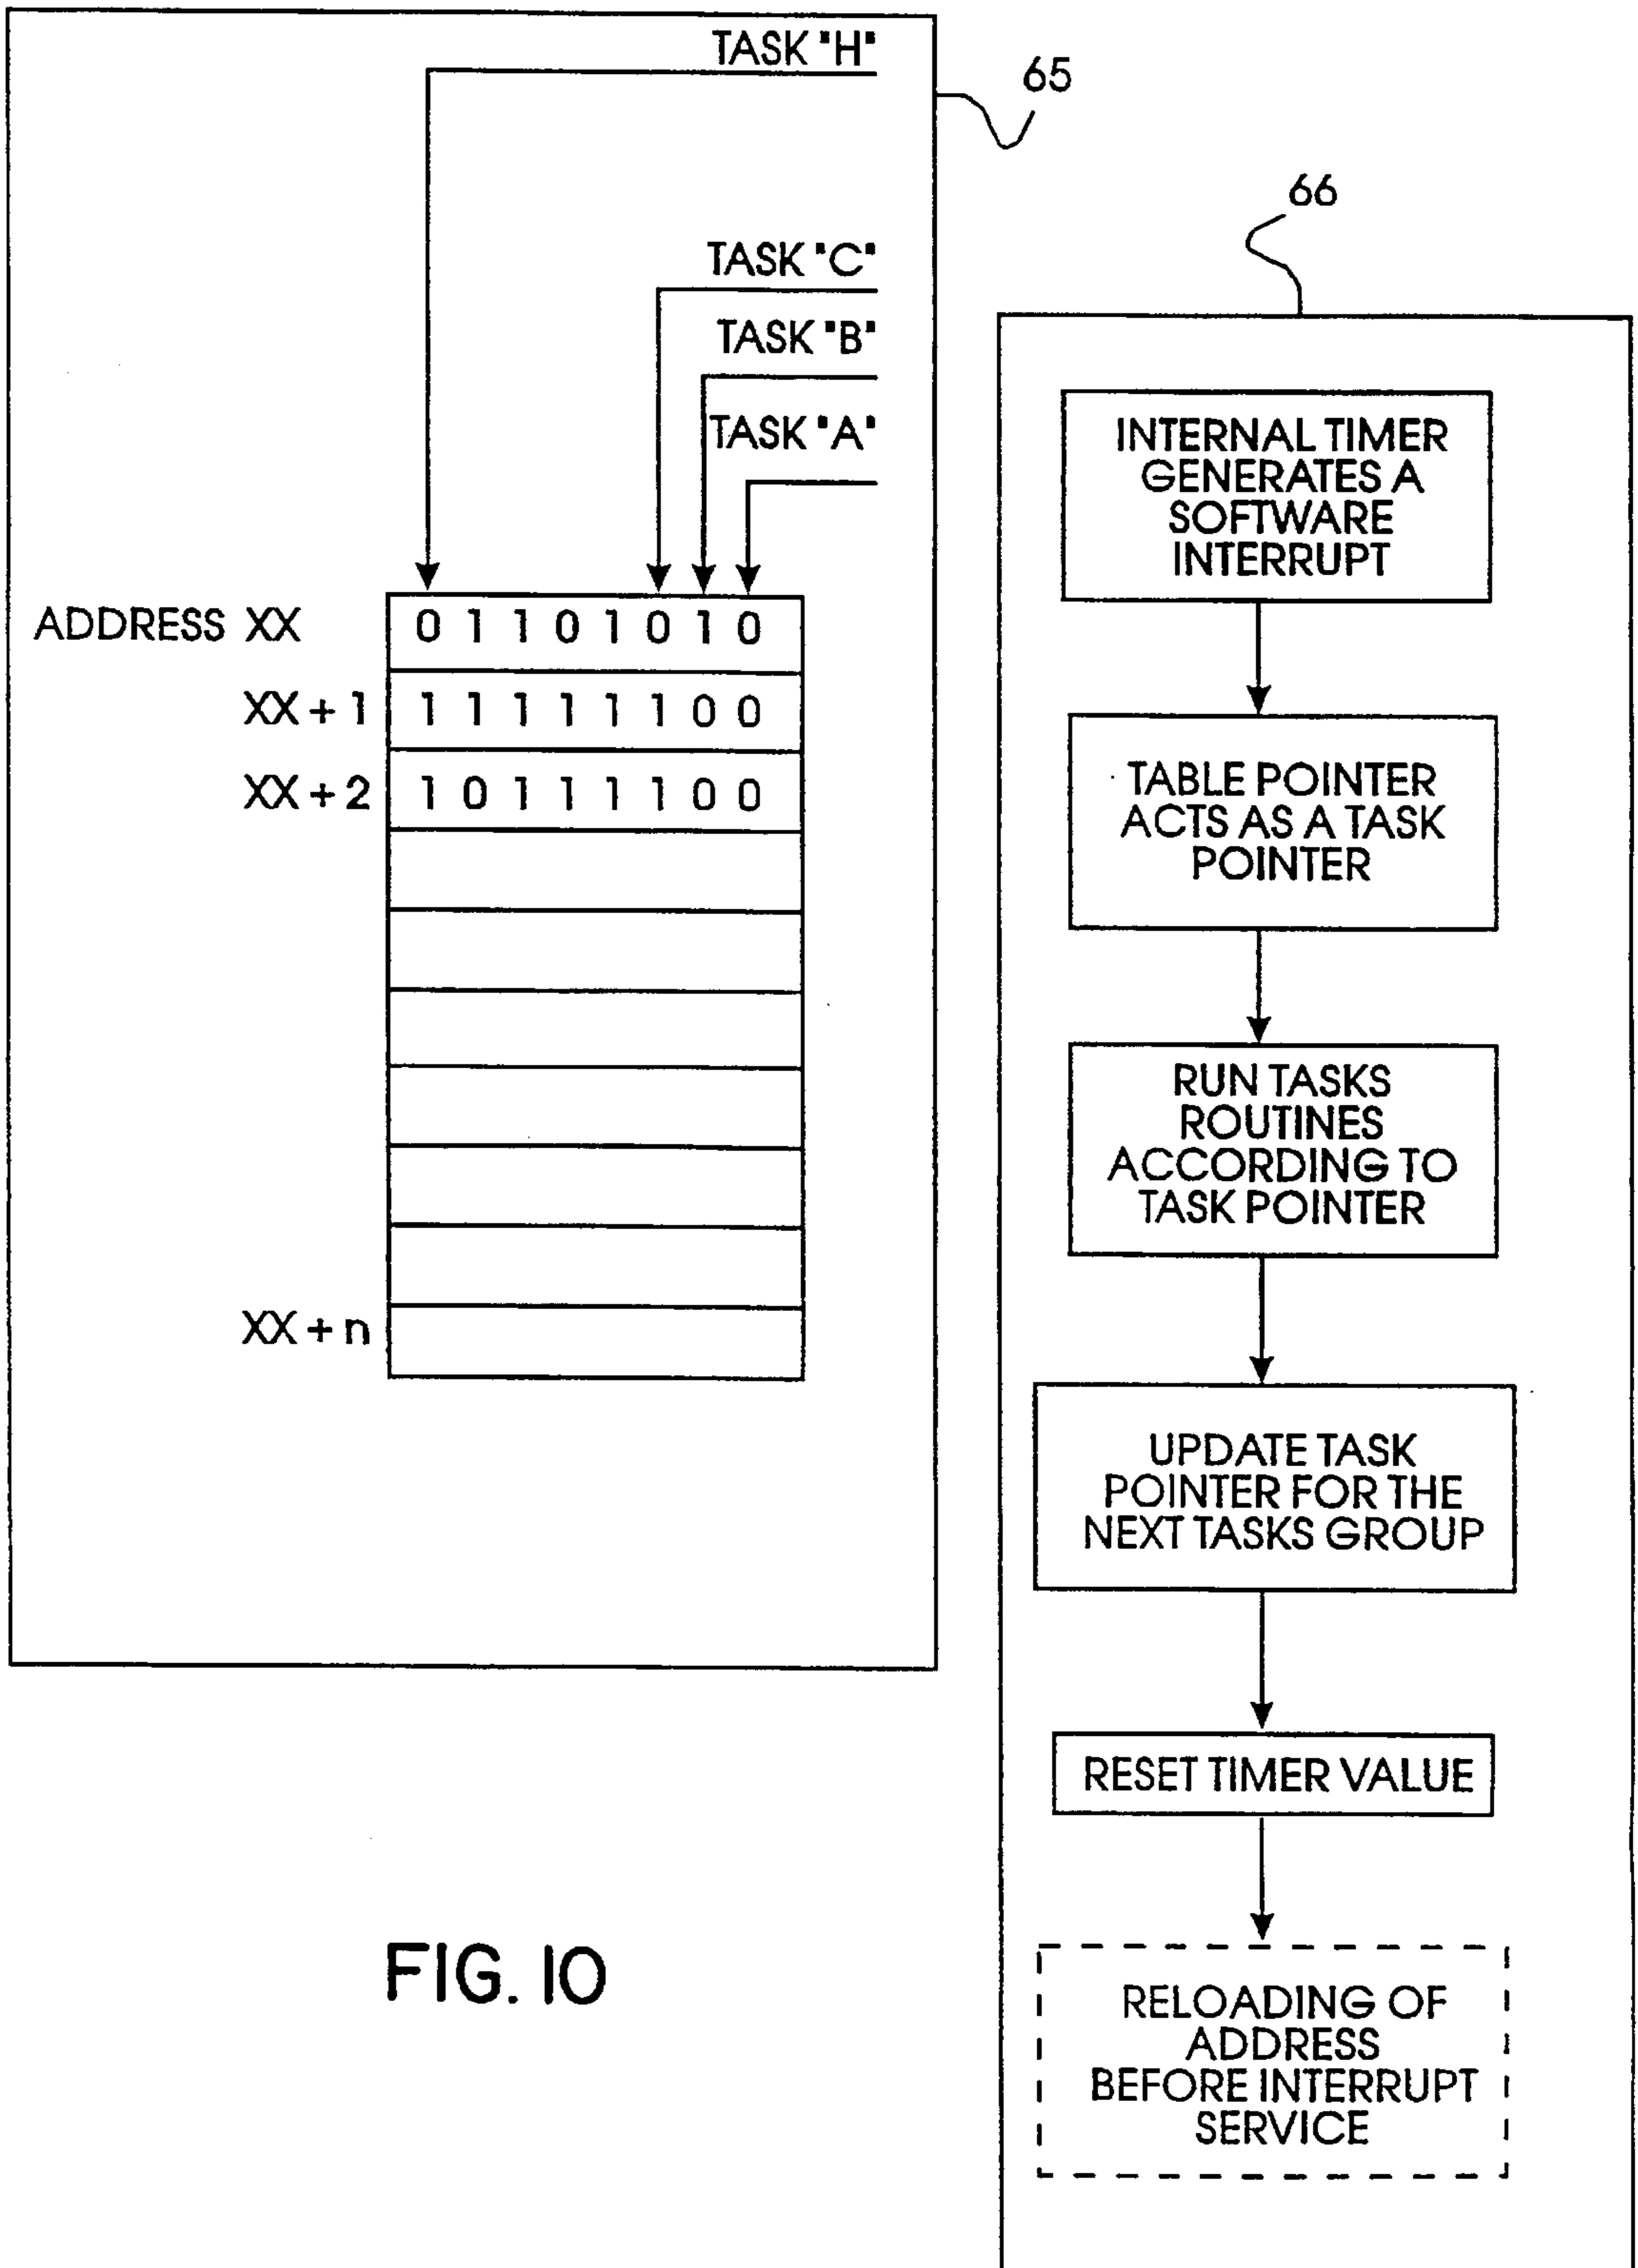 TASK "H"
65
TASK "C"
TASK "B"
TASK "A"
ADDRESS XX 0 1 1 0 1 0 1 0
XX + 1 1 1 1 1 1 1 0 0
XX + 2 1 0 1 1 1 1 0 0
XX + n
66
INTERNAL TIMER
GENERATES A
SOFTWARE
INTERRUPT
TABLE POINTER
ACTS AS A TASK
POINTER
RUN TASKS
ROUTINES
ACCORDING TO
TASK POINTER
UPDATE TASK
POINTER FOR THE
NEXT TASKS GROUP
RESET TIMER VALUE
RELOADING OF
ADDRESS
BEFORE INTERRUPT
SERVICE
FIG. 10